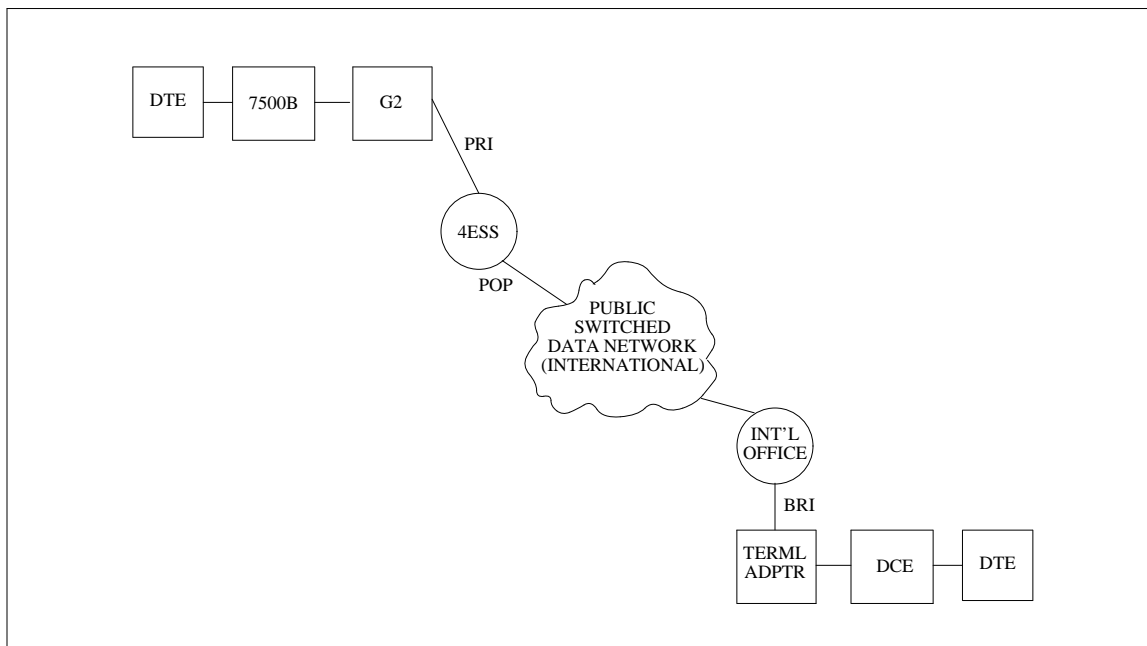 DTE
7500B
G2
PRI
4ESS
POP
PUBLIC
SWITCHED
DATA NETWORK
(INTERNATIONAL)
INT'L
OFFICE
BRI
TERML
ADPTR
DCE
DTE